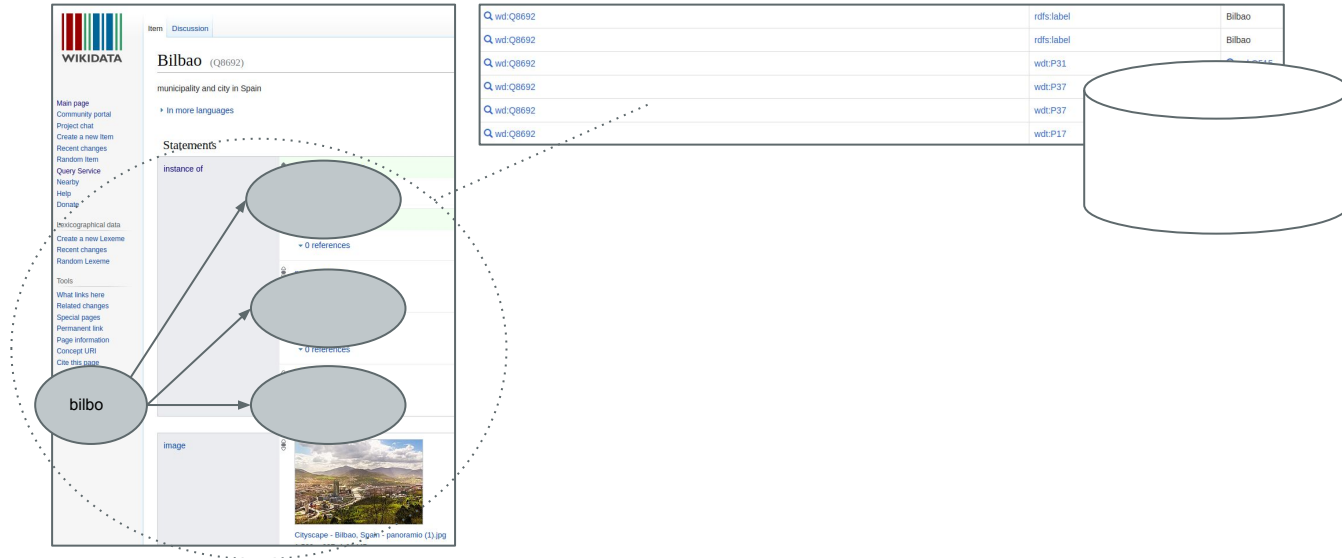 WIKIDATA
Main page
Community portal
Project chat
Create a new Item
Recent changes
Random Item
Query Service
Nearby
Help
Donate
Lexicographical data
Create a new Lexeme
Recent changes
Random Lexeme
Tools
What links here
Related changes
Special pages
Permanent link
Page information
Concept URI
Cite this page
Item Discussion
Bilbao (Q8692)
municipality and city in Spain
In more languages
Statements
instance of
0 references
0 references
bilbo
image
Cityscape - Bilbao, Spain - panoramio (1).jpg
wd:Q8692 rdfs:label Bilbao
wd:Q8692 rdfs:label Bilbao
wd:Q8692 wdt:P31
wd:Q8692 wdt:P37
wd:Q8692 wdt:P37
wd:Q8692 wdt:P17